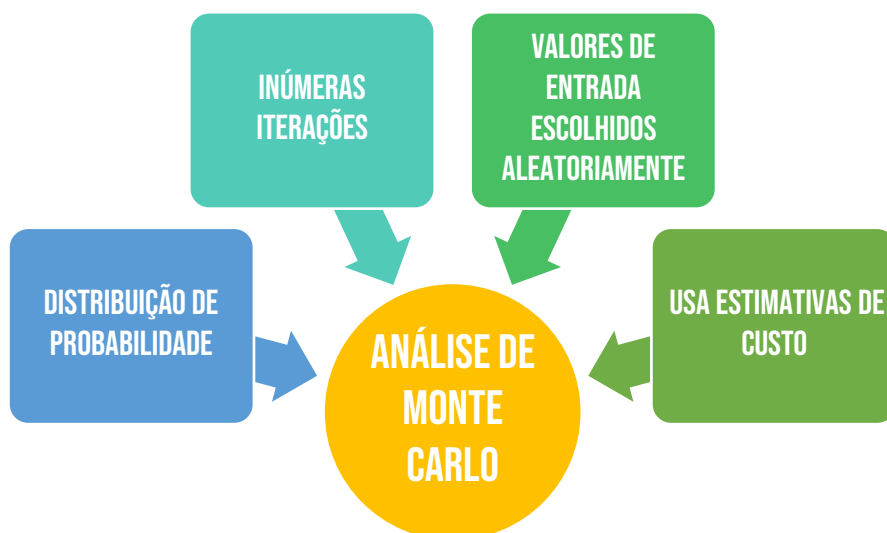 INÚMERAS
ITERAÇÕES
VALORES DE
ENTRADA
ESCOLHIDOS
ALEATORIAMENTE
DISTRIBUIÇÃO DE
PROBABILIDADE
USA ESTIMATIVAS DE
CUSTO
ANÁLISE DE
MONTE
CARLO